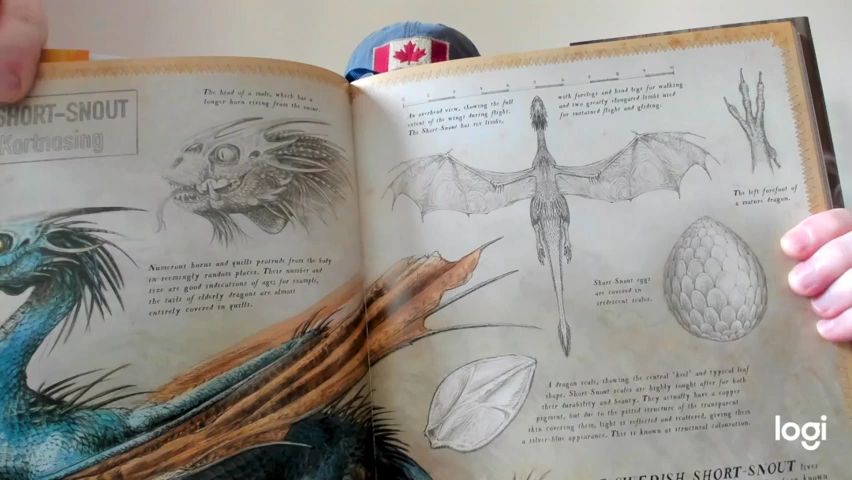 SHORT-SNOUT
Kortnosing
The head of a male, which has a
longer horn rising from the snout.
Numerous horns and quills protrude from the body
in seemingly random places. Their number and
size are good indications of age; for example,
the tails of elderly dragons are almost
entirely covered in quills.
An overhead view, showing the full
extent of the wings during flight.
The Short-Snout has six limbs,
with forelegs and hind legs for walking
and two greatly elongated limbs used
for sustained flight and gliding.
The left forefoot of
a mature dragon.
Short-Snout eggs
are covered in
iridescent scales.
A dragon scale, showing the central 'keel' and typical leaf
shape. Short-Snout scales are highly sought after for both
their durability and beauty. They actually have a copper
pigment, but due to the pitted structure of the transparent
skin covering them, light is reflected and scattered, giving them
a silver-blue appearance. This is known as structural colouration.
SWEDISH SHORT-SNOUT lives
known
logi